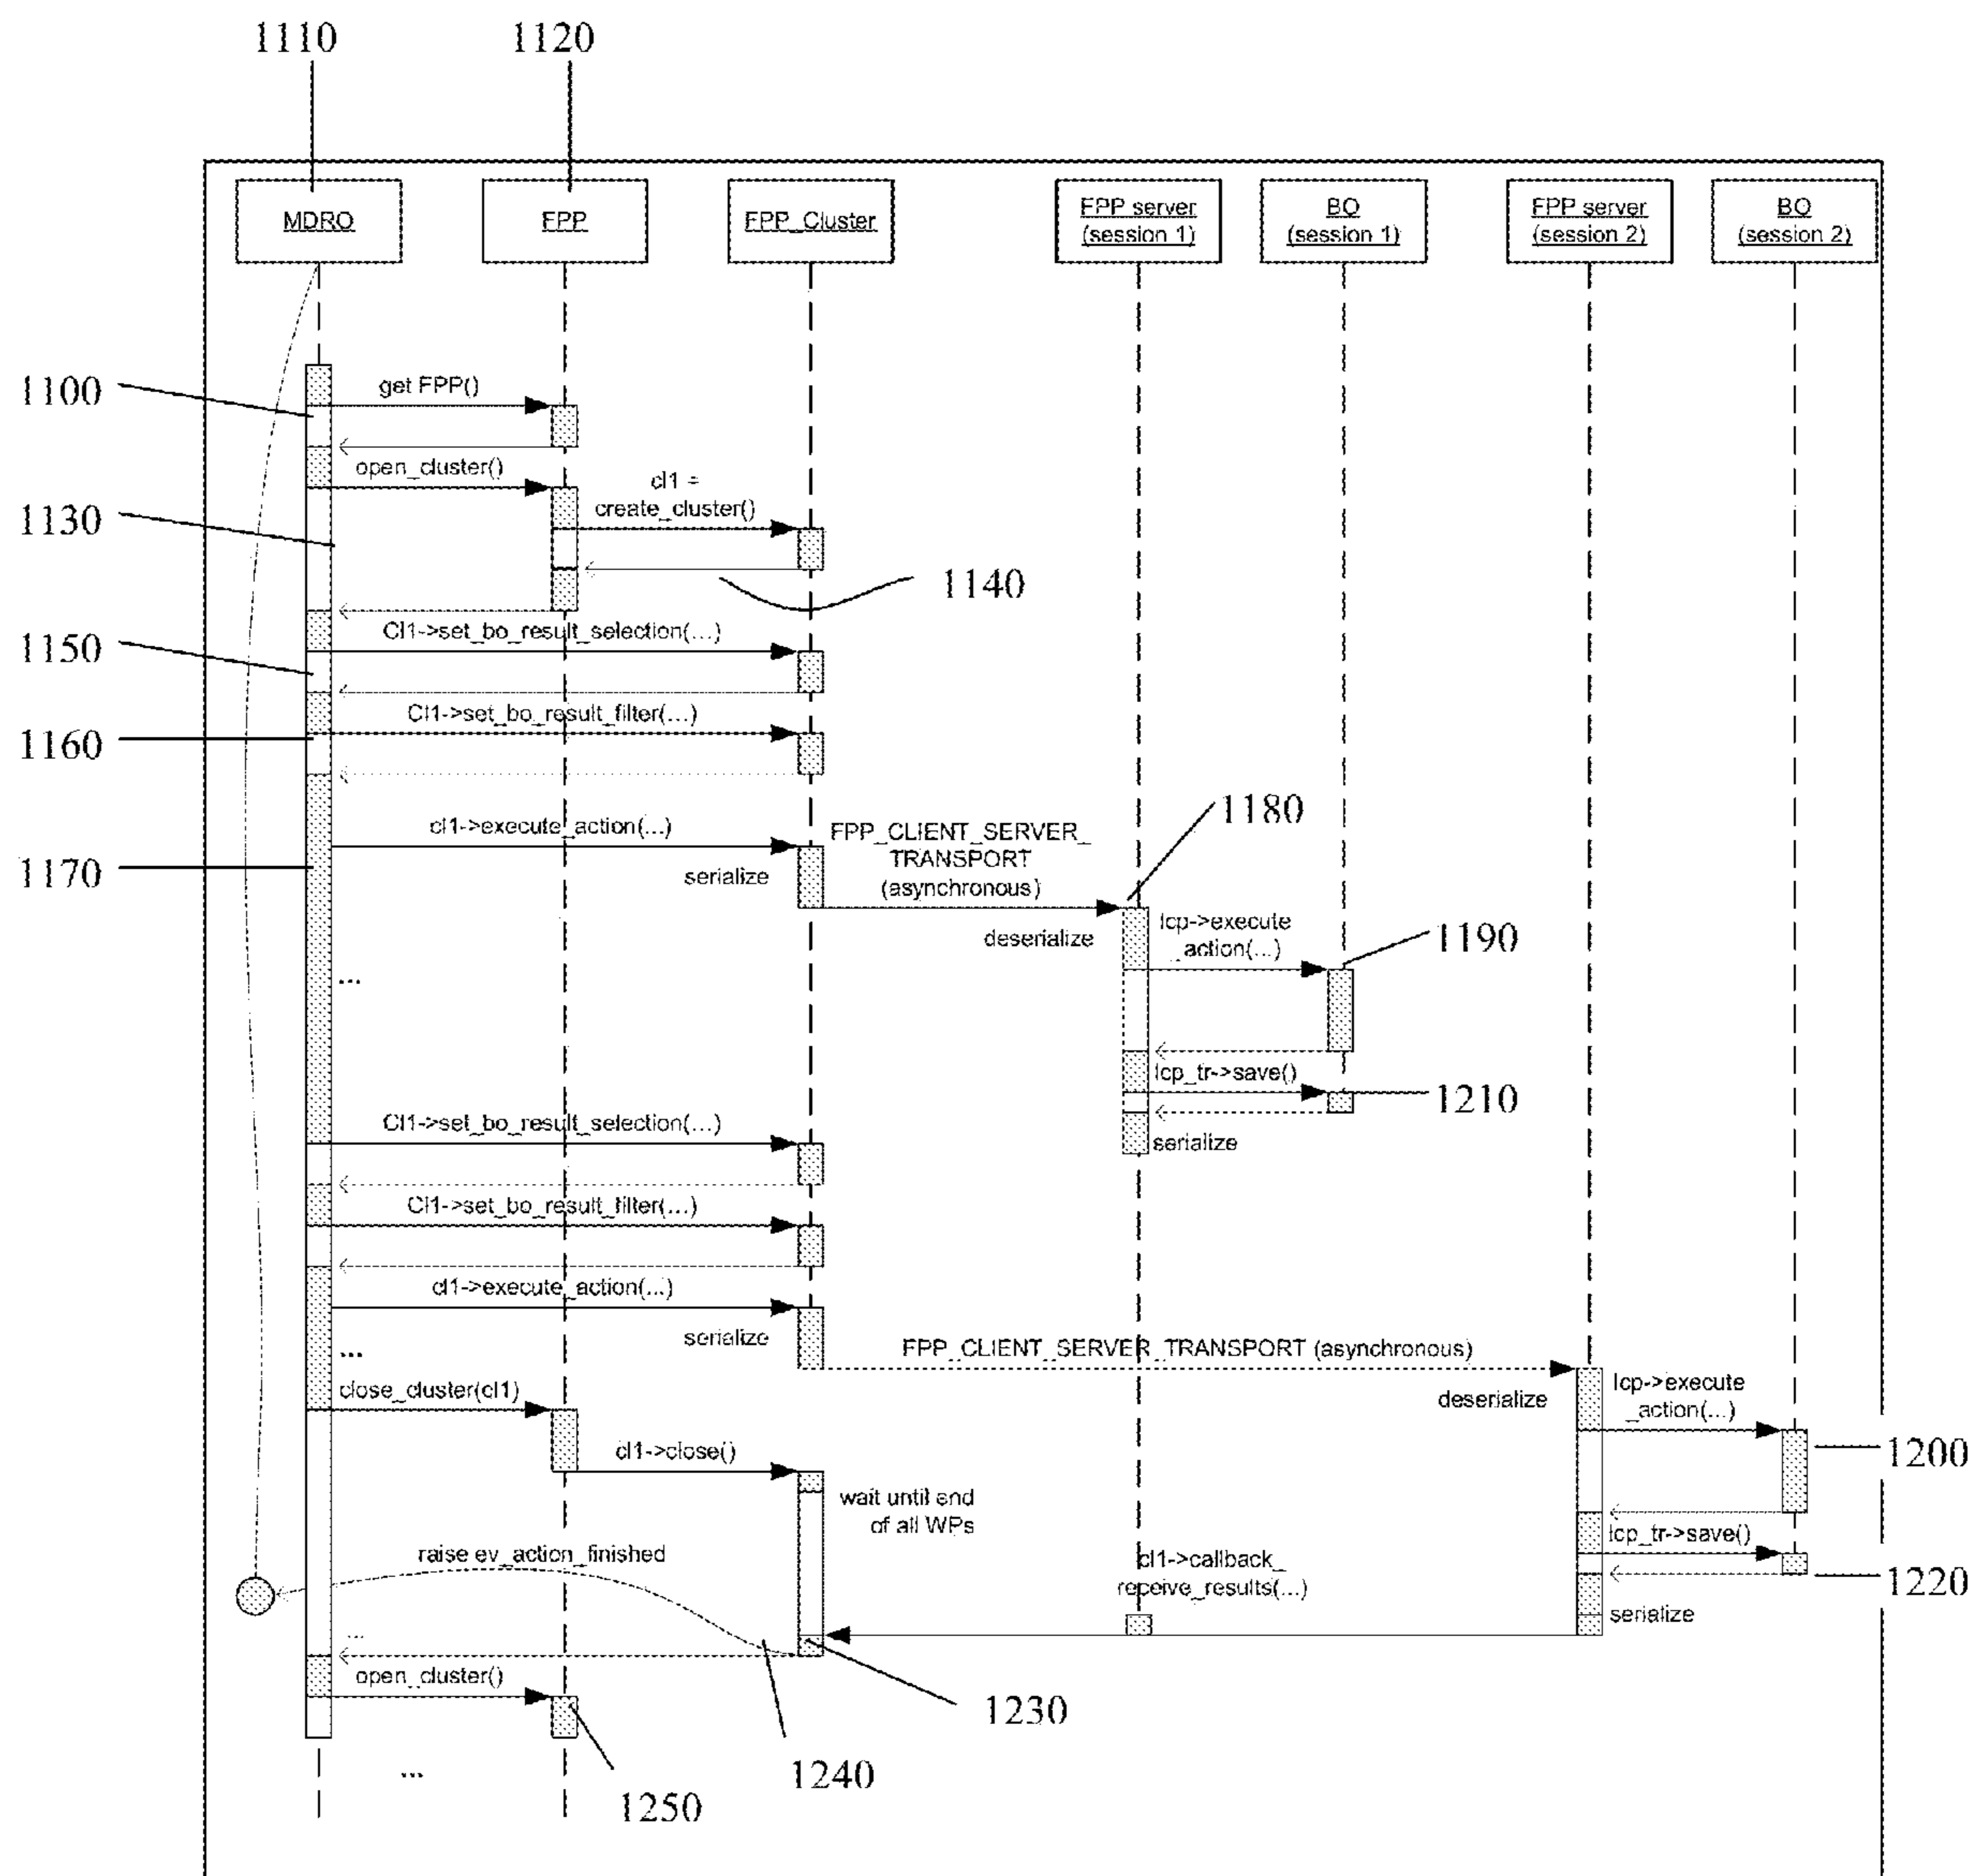 1110
1120
MDRO
FPP
FPP_Cluster
FPP server
(session 1)
BO
(session 1)
FPP server
(session 2)
BO
(session 2)
1100
get FPP()
open_cluster()
cl1 =
create_cluster()
1130
1140
Cl1->set_bo_result_selection(...)
1150
Cl1->set_bo_result_filter(...)
1160
cl1->execute_action(...)
FPP_CLIENT_SERVER_
TRANSPORT
(asynchronous)
1180
1170
serialize
deserialize
lcp->execute
_action(...)
1190
...
lcp_tr->save()
1210
serialize
Cl1->set_bo_result_selection(...)
Cl1->set_bo_result_filter(...)
cl1->execute_action(...)
serialize
FPP_CLIENT_SERVER_TRANSPORT (asynchronous)
...
deserialize
lcp->execute
_action(...)
close_cluster(cl1)
cl1->close()
1200
wait until end
of all WPs
lcp_tr->save()
raise ev_action_finished
cl1->callback_
receive_results(...)
1220
serialize
...
open_cluster()
1230
1240
...
1250